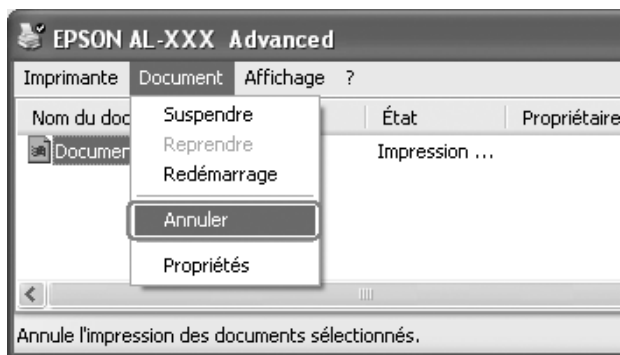 EPSON AL-XXX Advanced
Imprimante Document Affichage ?
Nom du doc État Propriétaire
Documen Impression ...
Suspendre
Reprendre
Redémarrage
Annuler
Propriétés
Annule l'impression des documents sélectionnés.